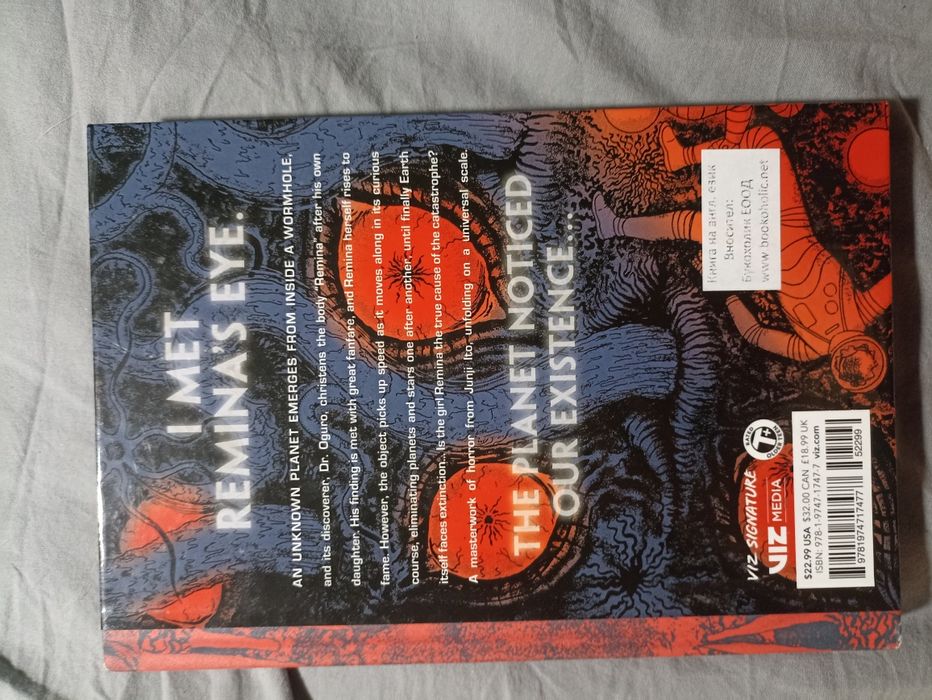 I MET
REMINA'S EYE.
AN UNKNOWN PLANET EMERGES FROM INSIDE A WORMHOLE,
and its discoverer, Dr. Oguro, christens the body "Remina" after his own
daughter. His finding is met with great fanfare, and Remina herself rises to
fame. However, the object picks up speed as it moves along in its curious
course, eliminating planets and stars one after another, until finally Earth
itself faces extinction... Is the girl Remina the true cause of the catastrophe?
A masterwork of horror from Junji Ito, unfolding on a universal scale.
THE PLANET NOTICED
OUR EXISTENCE....
Книга на англ. език
Вносител:
Букохолик ЕООД
www.bookoholic.net
VIZ SIGNATURE
VIZ MEDIA
RATED
T+
OLDER TEEN
$22.99 USA $32.00 CAN £18.99 UK
ISBN: 978-1-9747-1747-7 viz.com
9781974717477
52299